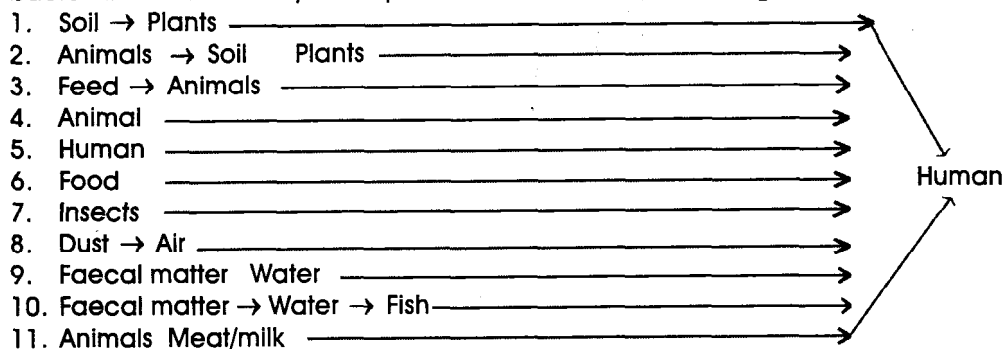 1. Soil → Plants
2. Animals → Soil Plants
3. Feed → Animals
4. Animal
5. Human
6. Food
7. Insects
8. Dust → Air
9. Faecal matter Water
10. Faecal matter → Water → Fish
11. Animals Meat/milk
Human